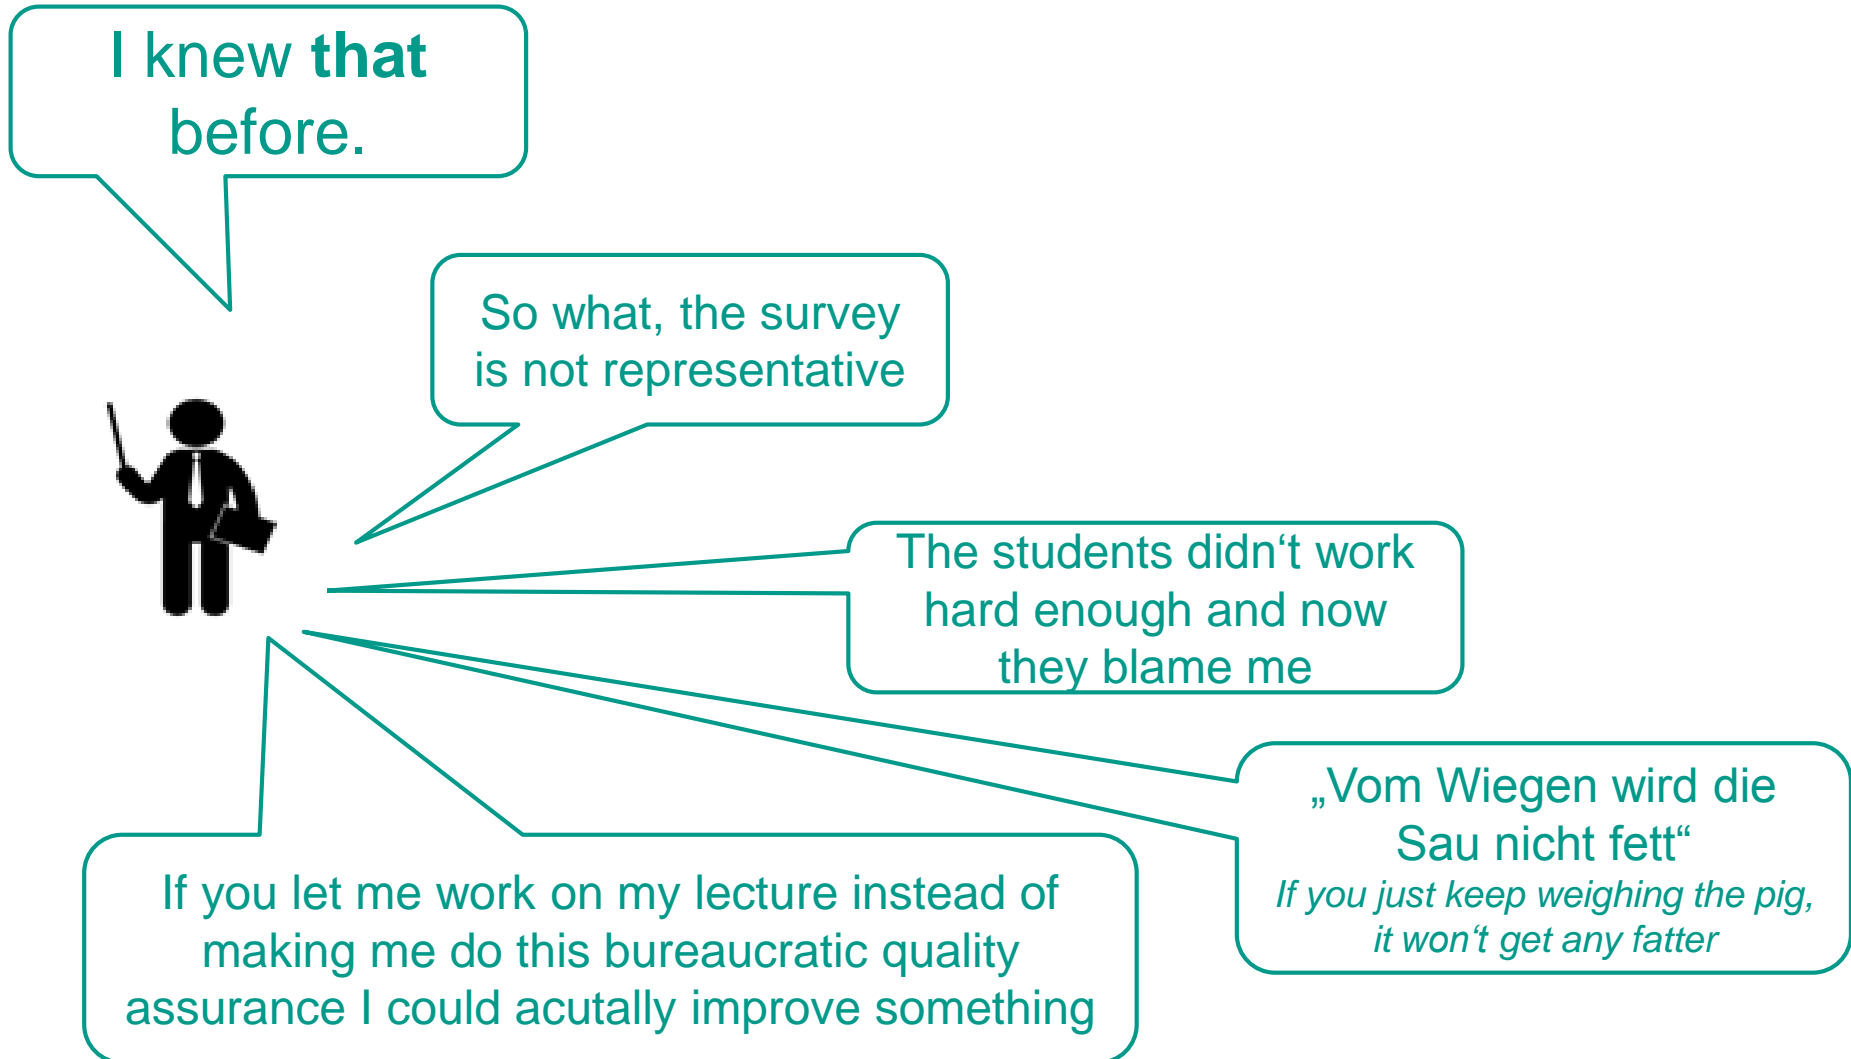 I knew that
before.
So what, the survey
is not representative
The students didn‘t work
hard enough and now
they blame me
„Vom Wiegen wird die
Sau nicht fett“
If you just keep weighing the pig,
it won‘t get any fatter
If you let me work on my lecture instead of
making me do this bureaucratic quality
assurance I could acutally improve something